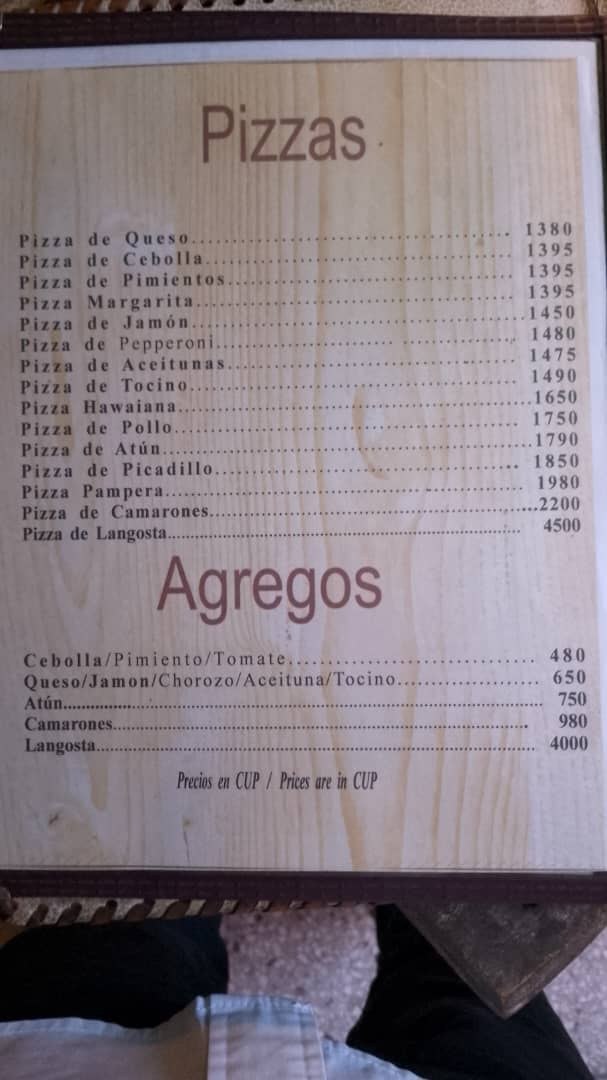 Pizzas
Pizza de Queso........................................ 1380
Pizza de Cebolla...................................... 1395
Pizza de Pimientos................................... 1395
Pizza Margarita....................................... 1395
Pizza de Jamón........................................1450
Pizza de Pepperoni.................................... 1480
Pizza de Aceitunas................................... 1475
Pizza de Tocino........................................ 1490
Pizza Hawaiana........................................1650
Pizza de Pollo......................................... 1750
Pizza de Atún..........................................1790
Pizza de Picadillo..................................... 1850
Pizza Pampera........................................ 1980
Pizza de Camarones....................................2200
Pizza de Langosta..................................... 4500
Agregos
Cebolla/Pimiento/Tomate............................... 480
Queso/Jamon/Chorozo/Aceituna/Tocino.................. 650
Atún.................................................. 750
Camarones............................................. 980
Langosta.............................................. 4000
Precios en CUP / Prices are in CUP